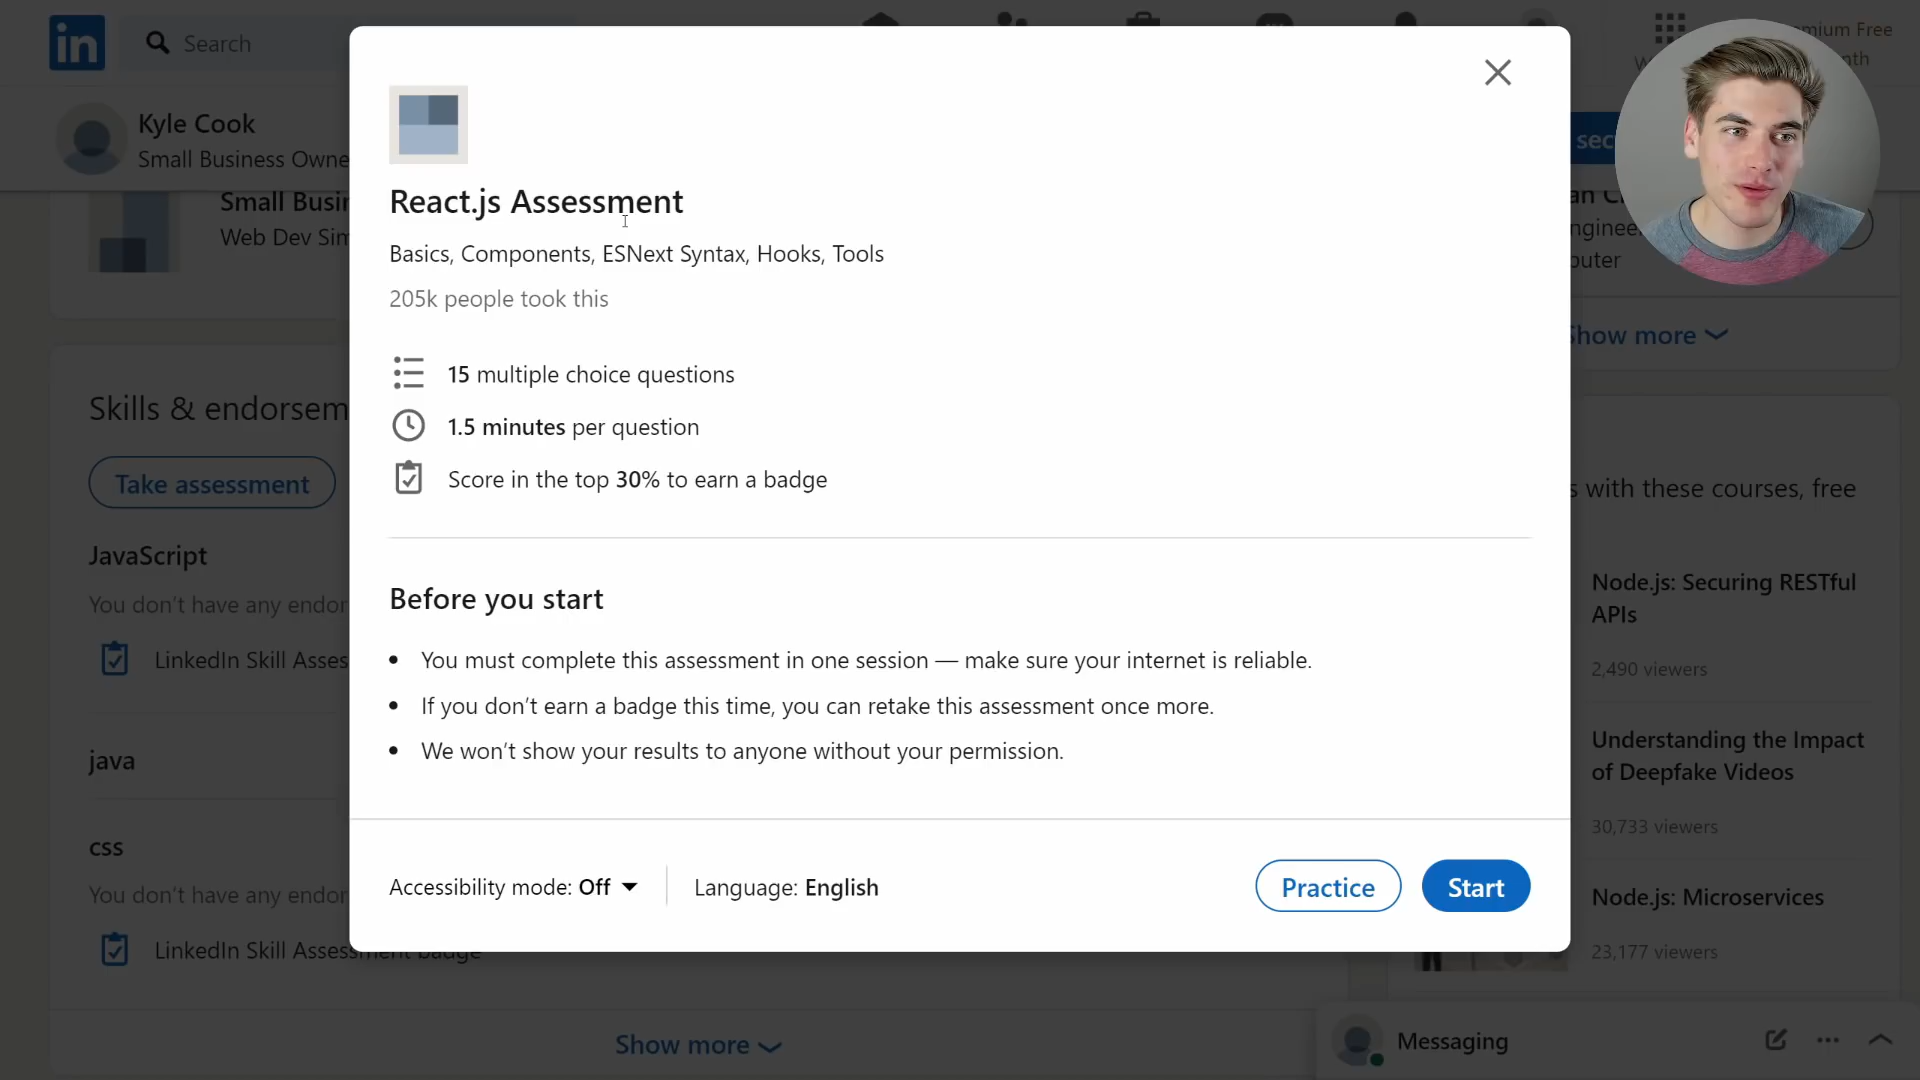 in
Search
Premium Free
Kyle Cook
Small Business Owne
Small Busin
Web Dev Sim
Show more
Skills & endorsem
Take assessment
JavaScript
You don't have any endor
LinkedIn Skill Asses
java
css
You don't have any endor
LinkedIn Skill Assessment badge
Show more
React.js Assessment
Basics, Components, ESNext Syntax, Hooks, Tools
205k people took this
15 multiple choice questions
1.5 minutes per question
Score in the top 30% to earn a badge
Before you start
• You must complete this assessment in one session — make sure your internet is reliable.
• If you don’t earn a badge this time, you can retake this assessment once more.
• We won’t show your results to anyone without your permission.
Accessibility mode: Off
Language: English
Practice
Start
s with these courses, free
Node.js: Securing RESTful
APIs
2,490 viewers
Understanding the Impact
of Deepfake Videos
30,733 viewers
Node.js: Microservices
23,177 viewers
Messaging